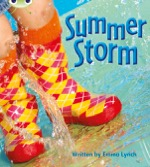 Summer
Storm
Written by Emma Lynch